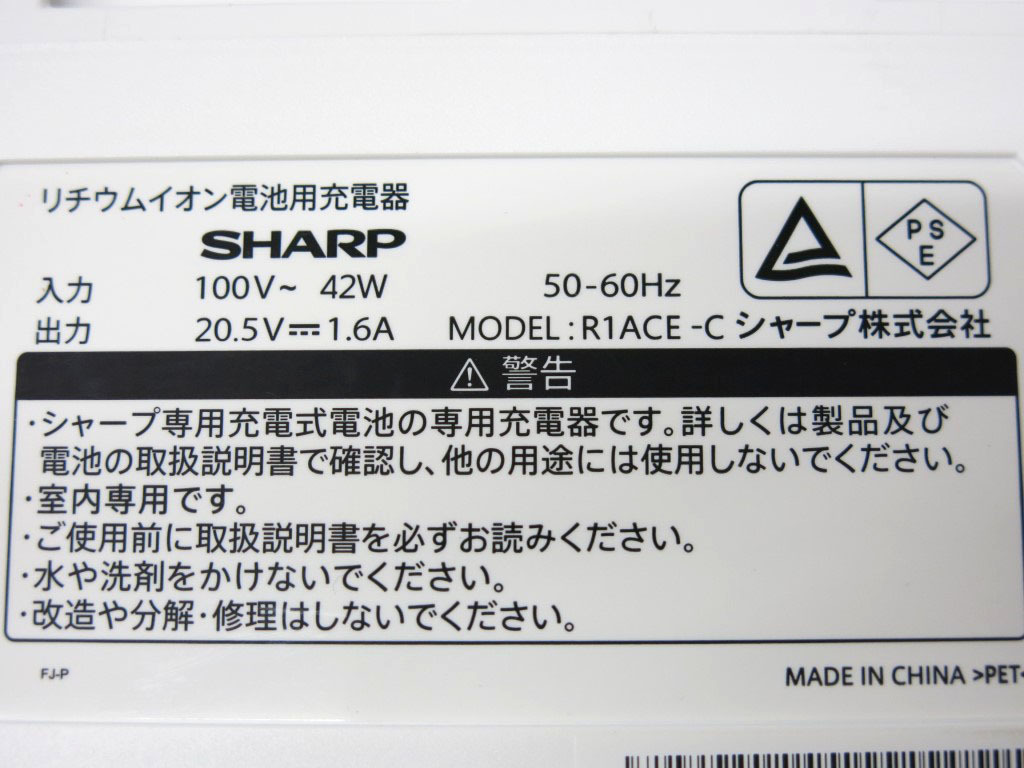 リチウムイオン電池用充電器
SHARP
入力 100V~ 42W 50-60Hz
出力 20.5V⎓1.6A MODEL:R1ACE -C シャープ株式会社
PS
E
⚠ 警告
・シャープ専用充電式電池の専用充電器です。詳しくは製品及び
電池の取扱説明書で確認し、他の用途には使用しないでください。
・室内専用です。
・ご使用前に取扱説明書を必ずお読みください。
・水や洗剤をかけないでください。
・改造や分解・修理はしないでください。
FJ-P
MADE IN CHINA >PET<